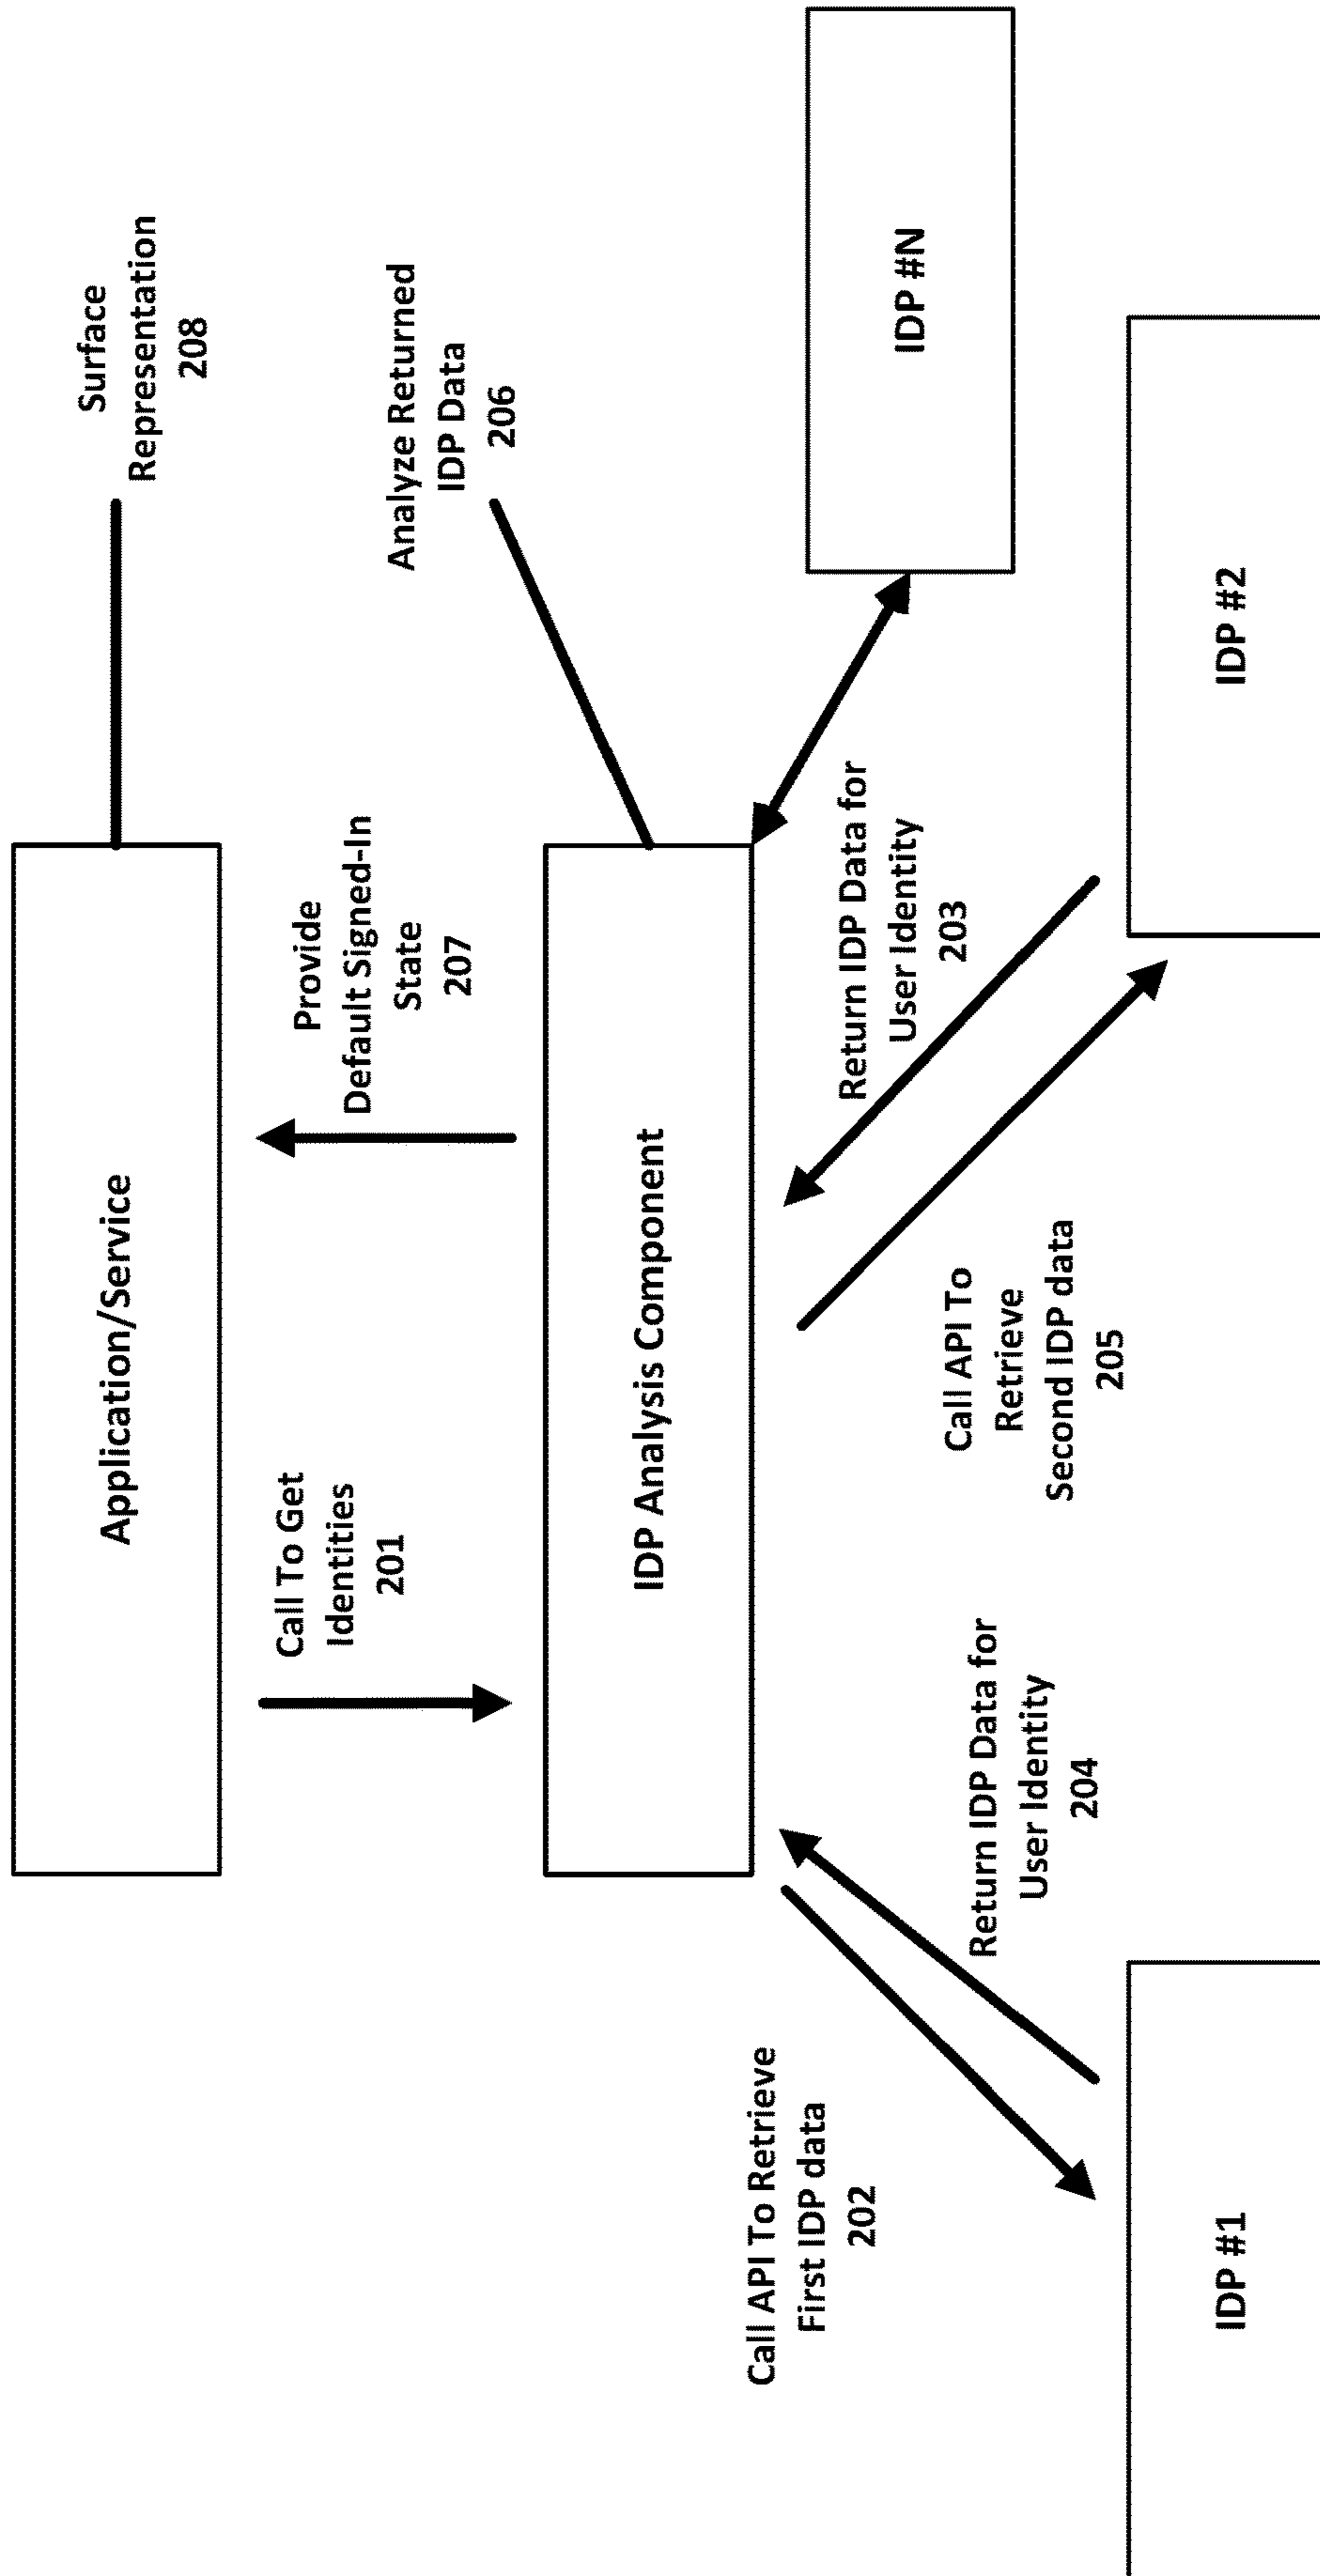 Application/Service
Surface
Representation
208
Call To Get
Identities
201
Provide
Default Signed-In
State
207
Analyze Returned
IDP Data
206
IDP Analysis Component
Call API To Retrieve
First IDP data
202
Return IDP Data for
User Identity
204
Call API To
Retrieve
Second IDP data
205
Return IDP Data for
User Identity
203
IDP #N
IDP #1
IDP #2